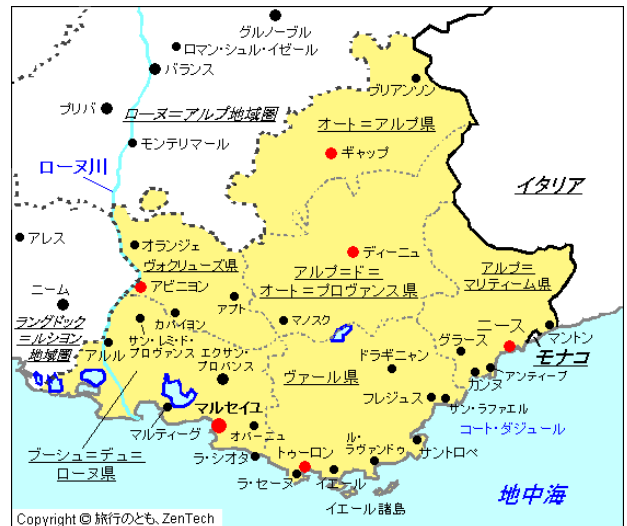 グルノーブル
ロマン・シュル・イゼール
バランス
ブリアンソン
プリバ
ローヌ＝アルプ地域圏
オート＝アルプ県
モンテリマール
ギャップ
ローヌ川
イタリア
アレス
オランジェ
ヴォクリューズ県
ディーニュ
アルプ＝ド＝
オート＝プロヴァンス県
アルプ＝
マリティーム県
ニーム
アビニヨン
アプト
ラングドック
＝ルション
地域圏
カバイヨン
マノスク
サン・レミ・ド・
プロヴァンス
アルル
エクサン・
プロバンス
ドラギニャン
グラース
ニース
マントン
モナコ
アンティーブ
カンヌ
ヴァール県
フレジュス
サン・ラファエル
マルセイユ
マルティーグ
オバーニュ
コート・ダジュール
ブーシュ＝デュ＝
ローヌ県
ラ・シオタ
トゥーロン
ル・
ラヴァンドゥ
サントロペ
ラ・セーヌ
イエール
イエール諸島
地中海
Copyright © 旅行のとも、ZenTech